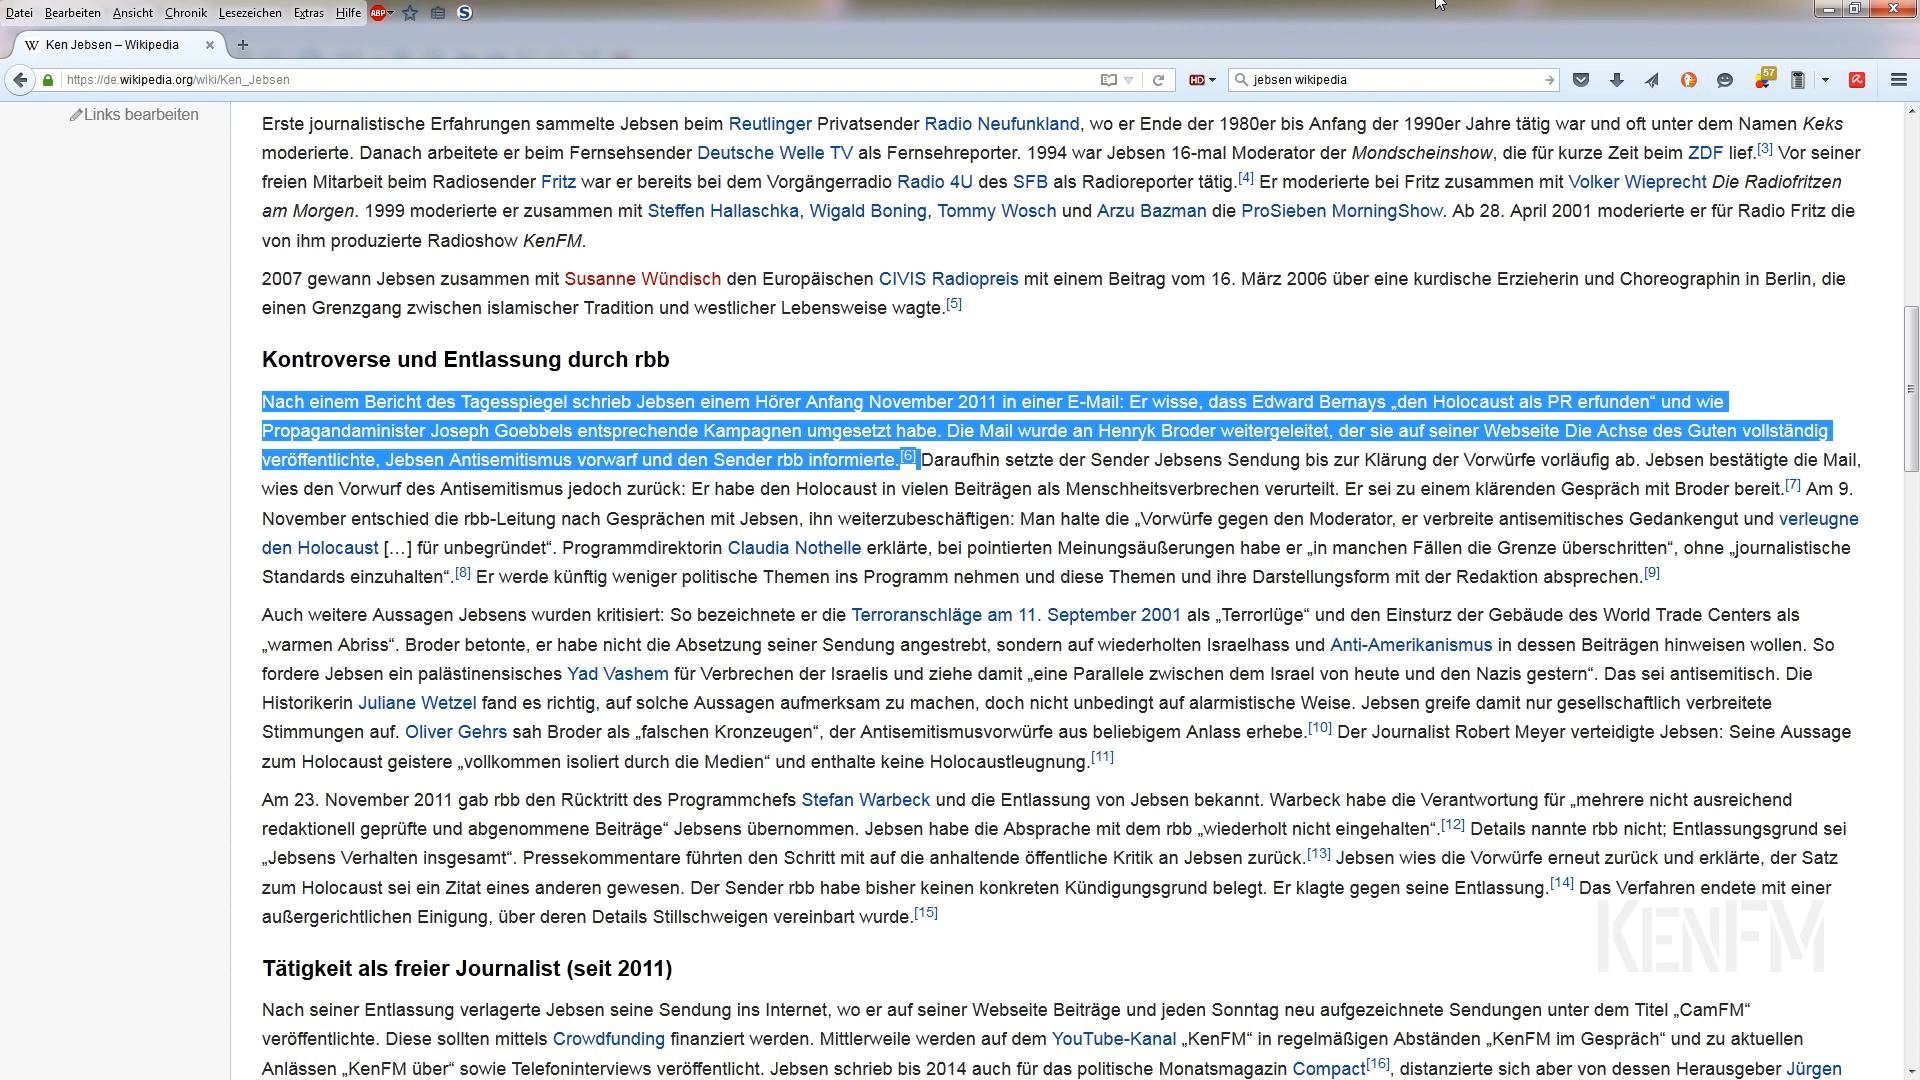 Datei Bearbeiten Ansicht Chronik Lesezeichen Extras Hilfe ABP S
W Ken Jebsen – Wikipedia
https://de.wikipedia.org/wiki/Ken_Jebsen HD jebsen wikipedia 57
Links bearbeiten
Erste journalistische Erfahrungen sammelte Jebsen beim Reutlinger Privatsender Radio Neufunkland, wo er Ende der 1980er bis Anfang der 1990er Jahre tätig war und oft unter dem Namen Keks
moderierte. Danach arbeitete er beim Fernsehsender Deutsche Welle TV als Fernsehreporter. 1994 war Jebsen 16-mal Moderator der Mondscheinshow, die für kurze Zeit beim ZDF lief.[3] Vor seiner
freien Mitarbeit beim Radiosender Fritz war er bereits bei dem Vorgängerradio Radio 4U des SFB als Radioreporter tätig.[4] Er moderierte bei Fritz zusammen mit Volker Wieprecht Die Radiofritzen
am Morgen. 1999 moderierte er zusammen mit Steffen Hallaschka, Wigald Boning, Tommy Wosch und Arzu Bazman die ProSieben MorningShow. Ab 28. April 2001 moderierte er für Radio Fritz die
von ihm produzierte Radioshow KenFM.
2007 gewann Jebsen zusammen mit Susanne Wündisch den Europäischen CIVIS Radiopreis mit einem Beitrag vom 16. März 2006 über eine kurdische Erzieherin und Choreographin in Berlin, die
einen Grenzgang zwischen islamischer Tradition und westlicher Lebensweise wagte.[5]
Kontroverse und Entlassung durch rbb
Nach einem Bericht des Tagesspiegel schrieb Jebsen einem Hörer Anfang November 2011 in einer E-Mail: Er wisse, dass Edward Bernays „den Holocaust als PR erfunden“ und wie
Propagandaminister Joseph Goebbels entsprechende Kampagnen umgesetzt habe. Die Mail wurde an Henryk Broder weitergeleitet, der sie auf seiner Webseite Die Achse des Guten vollständig
veröffentlichte, Jebsen Antisemitismus vorwarf und den Sender rbb informierte.[6] Daraufhin setzte der Sender Jebsens Sendung bis zur Klärung der Vorwürfe vorläufig ab. Jebsen bestätigte die Mail,
wies den Vorwurf des Antisemitismus jedoch zurück: Er habe den Holocaust in vielen Beiträgen als Menschheitsverbrechen verurteilt. Er sei zu einem klärenden Gespräch mit Broder bereit.[7] Am 9.
November entschied die rbb-Leitung nach Gesprächen mit Jebsen, ihn weiterzubeschäftigen: Man halte die „Vorwürfe gegen den Moderator, er verbreite antisemitisches Gedankengut und verleugne
den Holocaust […] für unbegründet“. Programmdirektorin Claudia Nothelle erklärte, bei pointierten Meinungsäußerungen habe er „in manchen Fällen die Grenze überschritten“, ohne „journalistische
Standards einzuhalten“.[8] Er werde künftig weniger politische Themen ins Programm nehmen und diese Themen und ihre Darstellungsform mit der Redaktion absprechen.[9]
Auch weitere Aussagen Jebsens wurden kritisiert: So bezeichnete er die Terroranschläge am 11. September 2001 als „Terrorlüge“ und den Einsturz der Gebäude des World Trade Centers als
„warmen Abriss“. Broder betonte, er habe nicht die Absetzung seiner Sendung angestrebt, sondern auf wiederholten Israelhass und Anti-Amerikanismus in dessen Beiträgen hinweisen wollen. So
fordere Jebsen ein palästinensisches Yad Vashem für Verbrechen der Israelis und ziehe damit „eine Parallele zwischen dem Israel von heute und den Nazis gestern“. Das sei antisemitisch. Die
Historikerin Juliane Wetzel fand es richtig, auf solche Aussagen aufmerksam zu machen, doch nicht unbedingt auf alarmistische Weise. Jebsen greife damit nur gesellschaftlich verbreitete
Stimmungen auf. Oliver Gehrs sah Broder als „falschen Kronzeugen“, der Antisemitismusvorwürfe aus beliebigem Anlass erhebe.[10] Der Journalist Robert Meyer verteidigte Jebsen: Seine Aussage
zum Holocaust geistere „vollkommen isoliert durch die Medien“ und enthalte keine Holocaustleugnung.[11]
Am 23. November 2011 gab rbb den Rücktritt des Programmchefs Stefan Warbeck und die Entlassung von Jebsen bekannt. Warbeck habe die Verantwortung für „mehrere nicht ausreichend
redaktionell geprüfte und abgenommene Beiträge“ Jebsens übernommen. Jebsen habe die Absprache mit dem rbb „wiederholt nicht eingehalten“.[12] Details nannte rbb nicht; Entlassungsgrund sei
„Jebsens Verhalten insgesamt“. Pressekommentare führten den Schritt mit auf die anhaltende öffentliche Kritik an Jebsen zurück.[13] Jebsen wies die Vorwürfe erneut zurück und erklärte, der Satz
zum Holocaust sei ein Zitat eines anderen gewesen. Der Sender rbb habe bisher keinen konkreten Kündigungsgrund belegt. Er klagte gegen seine Entlassung.[14] Das Verfahren endete mit einer
außergerichtlichen Einigung, über deren Details Stillschweigen vereinbart wurde.[15]
KENFM
Tätigkeit als freier Journalist (seit 2011)
Nach seiner Entlassung verlagerte Jebsen seine Sendung ins Internet, wo er auf seiner Webseite Beiträge und jeden Sonntag neu aufgezeichnete Sendungen unter dem Titel „CamFM“
veröffentlichte. Diese sollten mittels Crowdfunding finanziert werden. Mittlerweile werden auf dem YouTube-Kanal „KenFM“ in regelmäßigen Abständen „KenFM im Gespräch“ und zu aktuellen
Anlässen „KenFM über“ sowie Telefoninterviews veröffentlicht. Jebsen schrieb bis 2014 auch für das politische Monatsmagazin Compact[16], distanzierte sich aber von dessen Herausgeber Jürgen